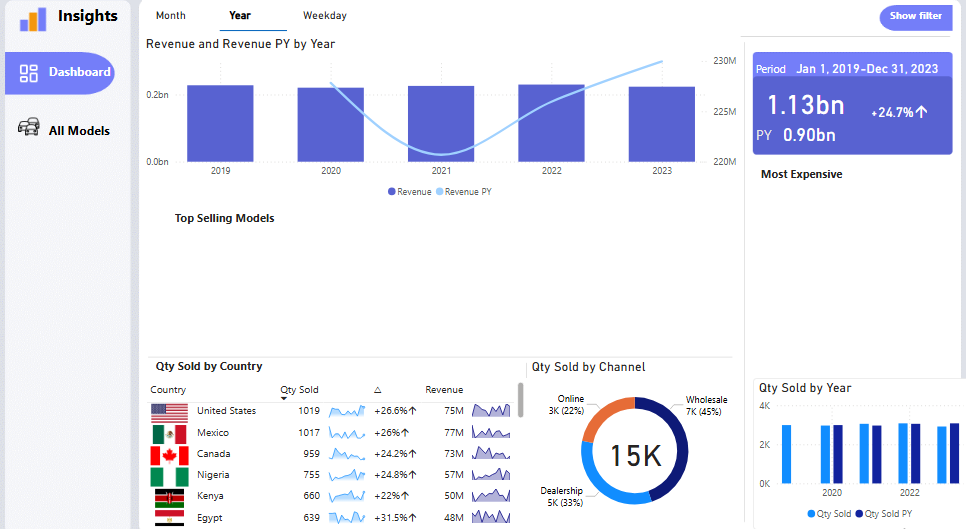 Insights
Dashboard
All Models
Month Year Weekday
Show filter
Revenue and Revenue PY by Year
0.2bn
0.0bn
230M
225M
220M
2019 2020 2021 2022 2023
Revenue Revenue PY
Period Jan 1, 2019-Dec 31, 2023
1.13bn +24.7%↑
PY 0.90bn
Most Expensive
Top Selling Models
Qty Sold by Country
Country Qty Sold △ Revenue
United States 1019 +26.6%↑ 75M
Mexico 1017 +26%↑ 77M
Canada 959 +24.2%↑ 73M
Nigeria 755 +24.8%↑ 57M
Kenya 660 +22%↑ 50M
Egypt 639 +31.5%↑ 48M
Qty Sold by Channel
Online
3K (22%)
Wholesale
7K (45%)
15K
Dealership
5K (33%)
Qty Sold by Year
4K
2K
0K
2020 2022
Qty Sold Qty Sold PY